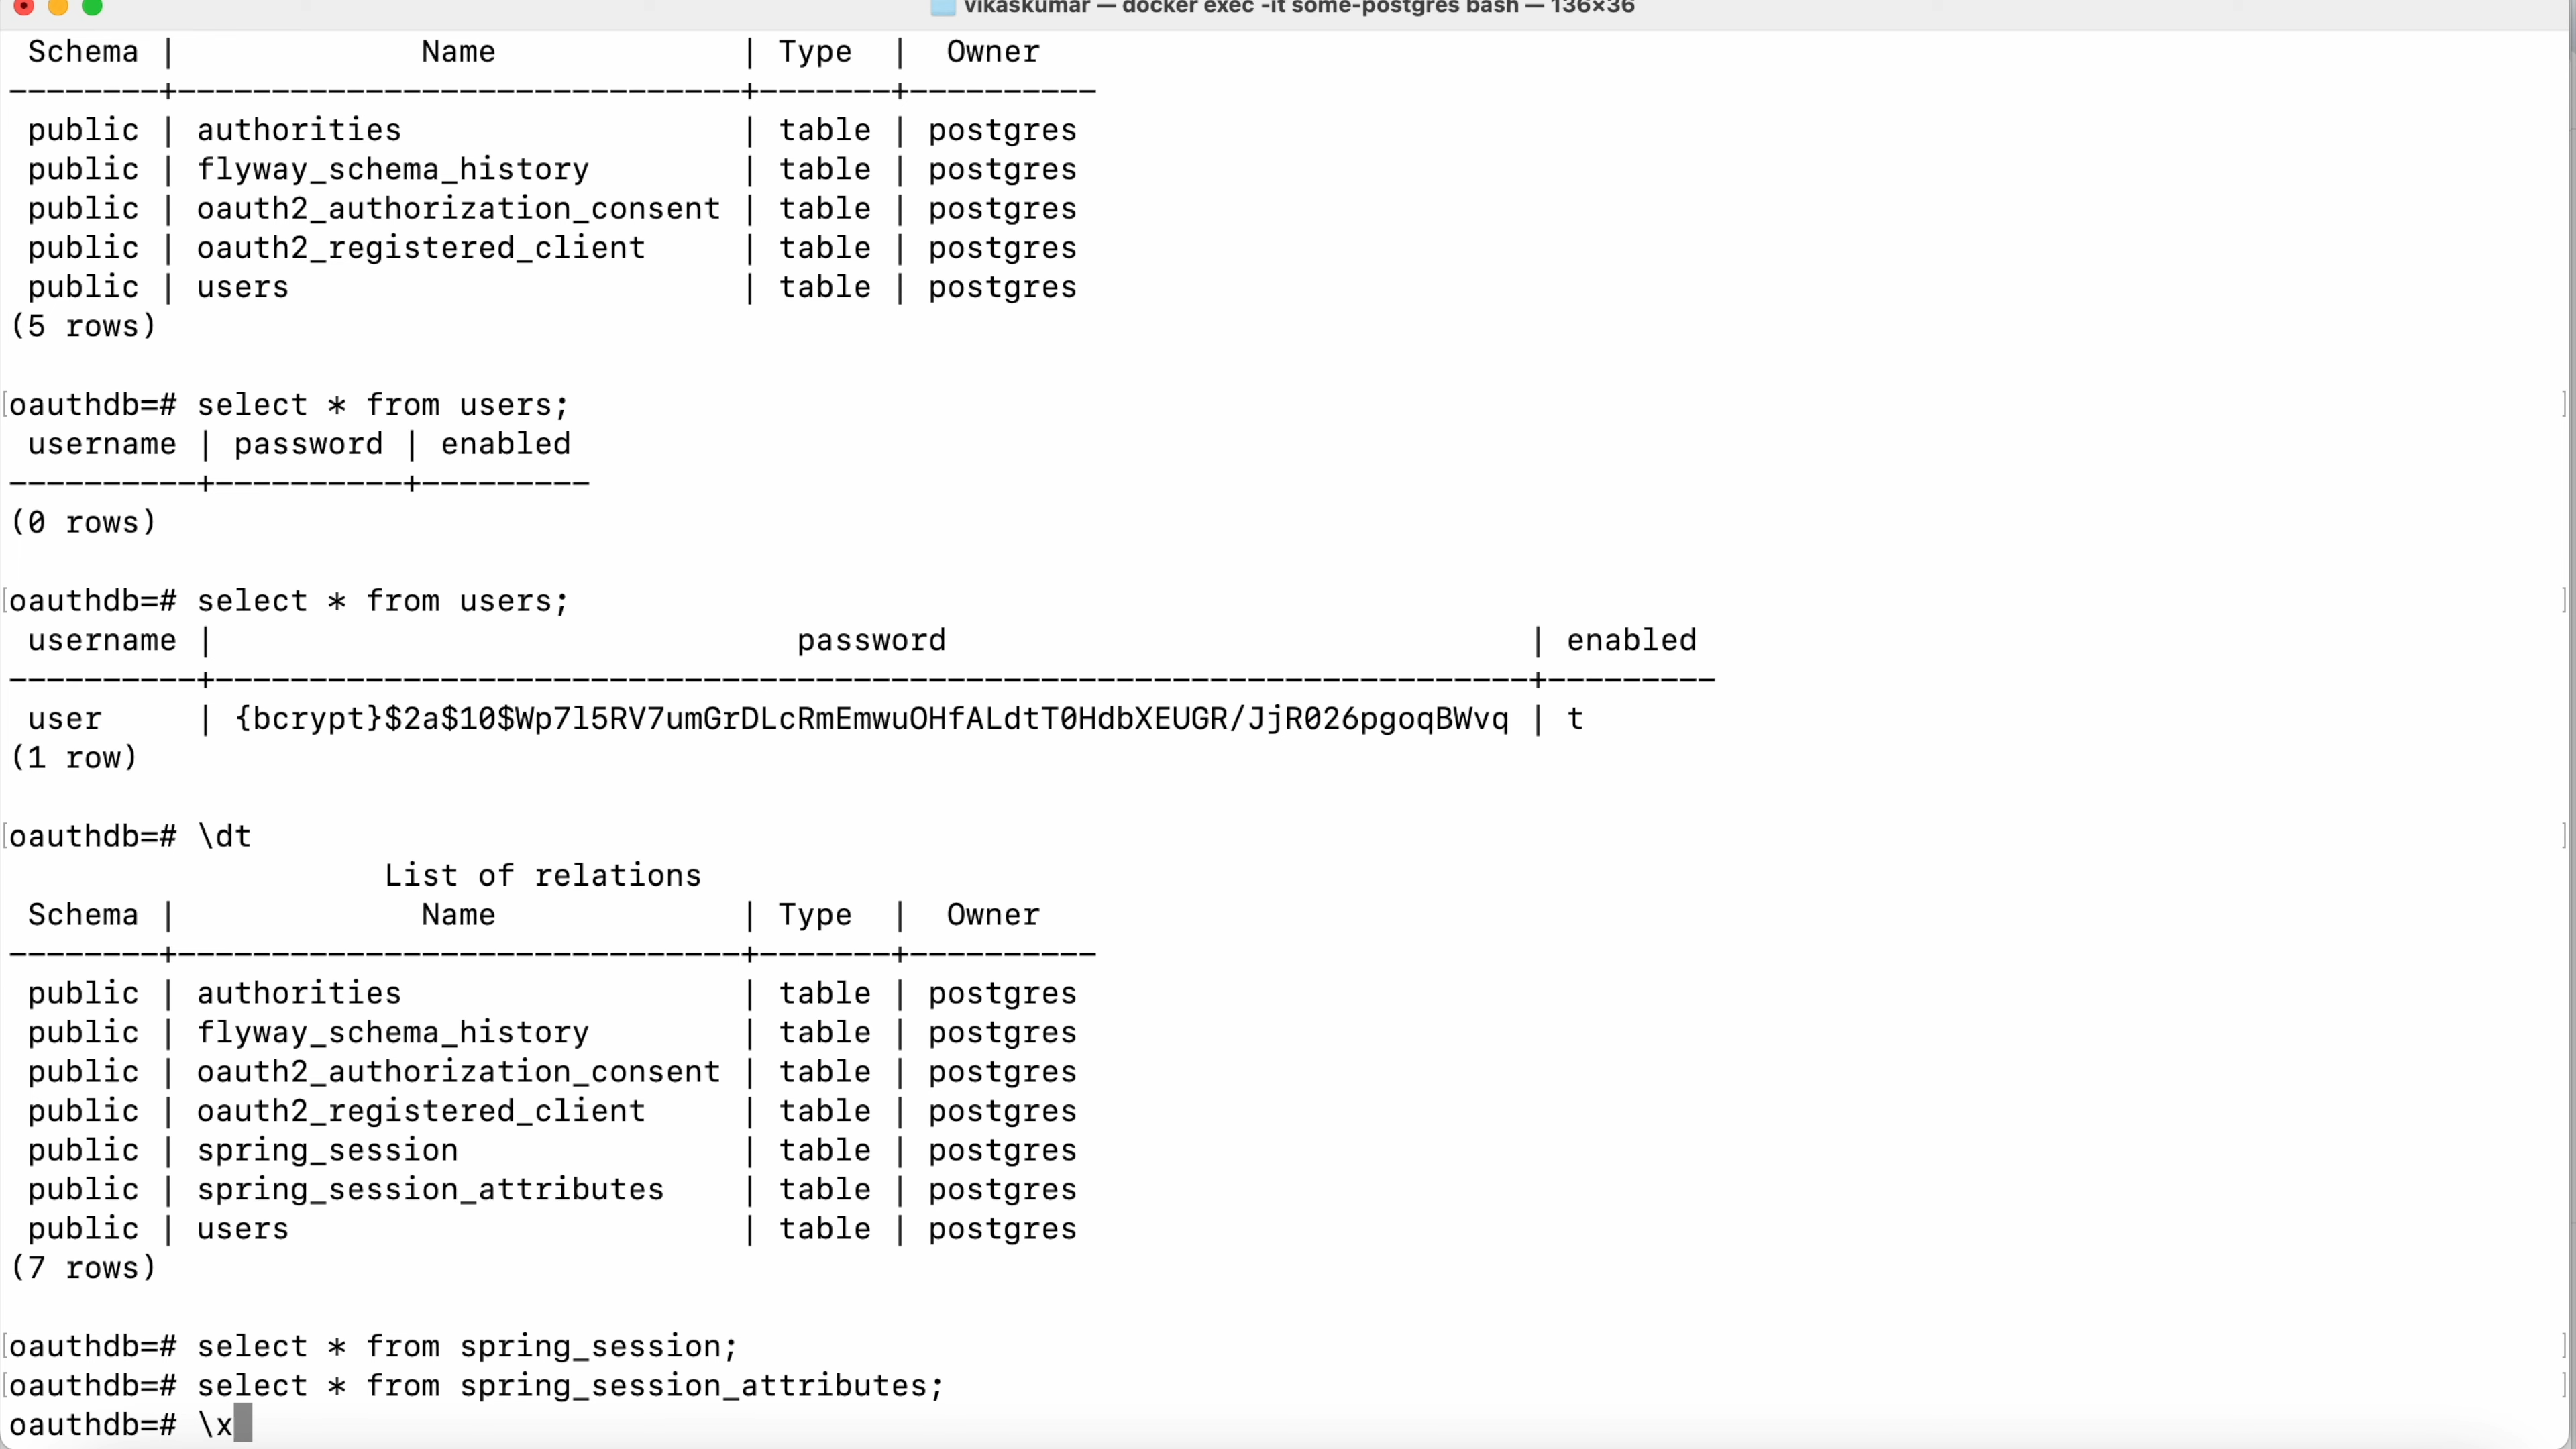 vikaskumar — docker exec -it some-postgres bash — 136×36
 Schema |             Name             | Type  |  Owner
--------+------------------------------+-------+----------
 public | authorities                  | table | postgres
 public | flyway_schema_history        | table | postgres
 public | oauth2_authorization_consent | table | postgres
 public | oauth2_registered_client     | table | postgres
 public | users                        | table | postgres
(5 rows)
oauthdb=# select * from users;
 username | password | enabled
----------+----------+---------
(0 rows)
oauthdb=# select * from users;
 username |                               password                               | enabled
----------+----------------------------------------------------------------------+---------
 user     | {bcrypt}$2a$10$Wp7l5RV7umGrDLcRmEmwuOHfALdtT0HdbXEUGR/JjR026pgoqBWvq | t
(1 row)
oauthdb=# \dt
                    List of relations
 Schema |             Name             | Type  |  Owner
--------+------------------------------+-------+----------
 public | authorities                  | table | postgres
 public | flyway_schema_history        | table | postgres
 public | oauth2_authorization_consent | table | postgres
 public | oauth2_registered_client     | table | postgres
 public | spring_session               | table | postgres
 public | spring_session_attributes    | table | postgres
 public | users                        | table | postgres
(7 rows)
oauthdb=# select * from spring_session;
oauthdb=# select * from spring_session_attributes;
oauthdb=# \x